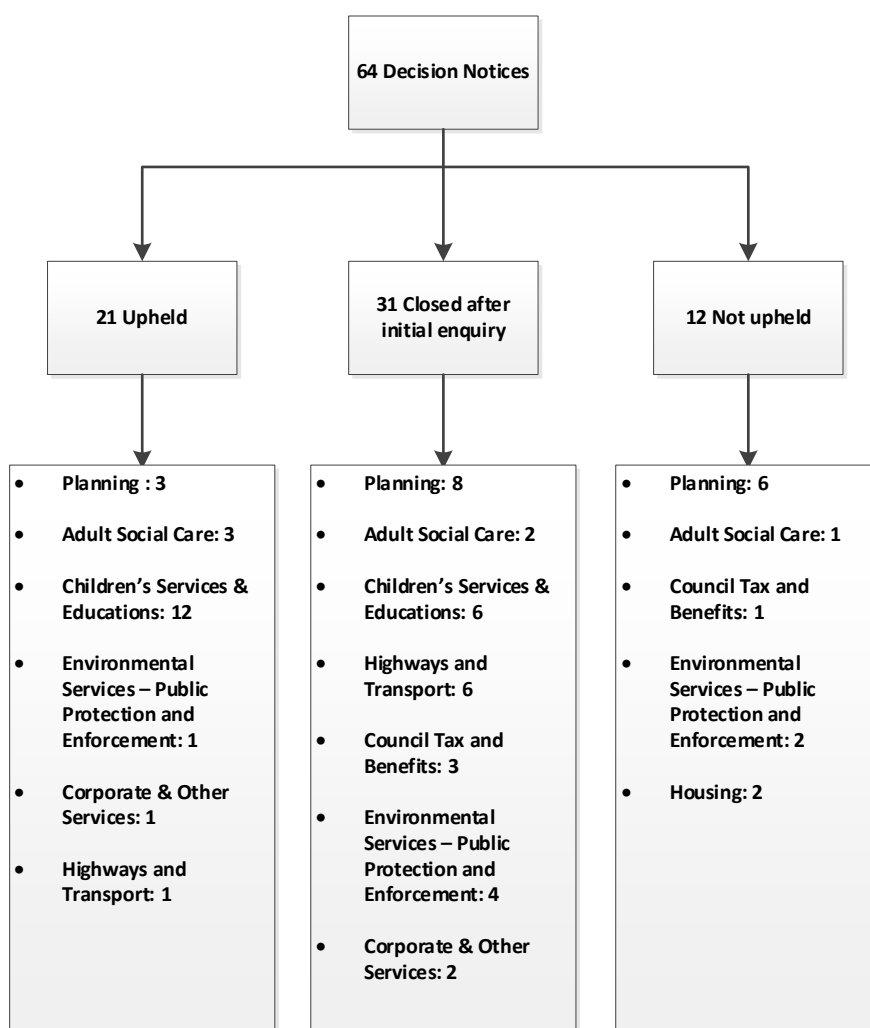 64 Decision Notices
21 Upheld
31 Closed after
initial enquiry
12 Not upheld
• Planning : 3
• Adult Social Care: 3
• Children’s Services &
Educations: 12
• Environmental
Services – Public
Protection and
Enforcement: 1
• Corporate & Other
Services: 1
• Highways and
Transport: 1
• Planning: 8
• Adult Social Care: 2
• Children’s Services &
Educations: 6
• Highways and
Transport: 6
• Council Tax and
Benefits: 3
• Environmental
Services – Public
Protection and
Enforcement: 4
• Corporate & Other
Services: 2
• Planning: 6
• Adult Social Care: 1
• Council Tax and
Benefits: 1
• Environmental
Services – Public
Protection and
Enforcement: 2
• Housing: 2